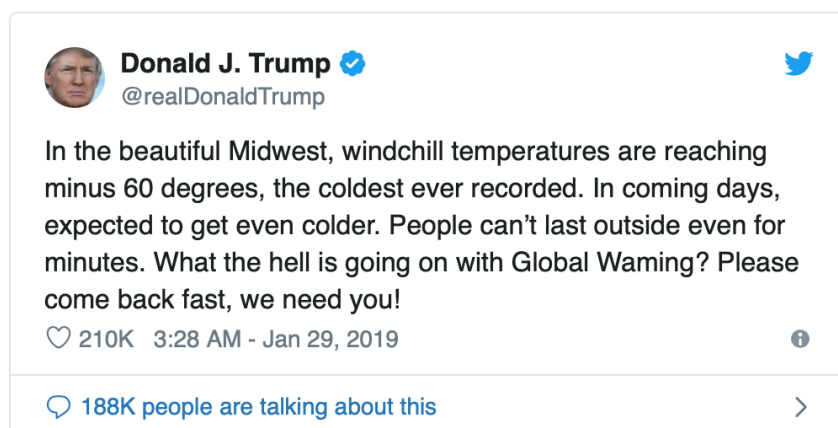 Donald J. Trump
@realDonaldTrump
In the beautiful Midwest, windchill temperatures are reaching
minus 60 degrees, the coldest ever recorded. In coming days,
expected to get even colder. People can’t last outside even for
minutes. What the hell is going on with Global Waming? Please
come back fast, we need you!
210K 3:28 AM - Jan 29, 2019
188K people are talking about this